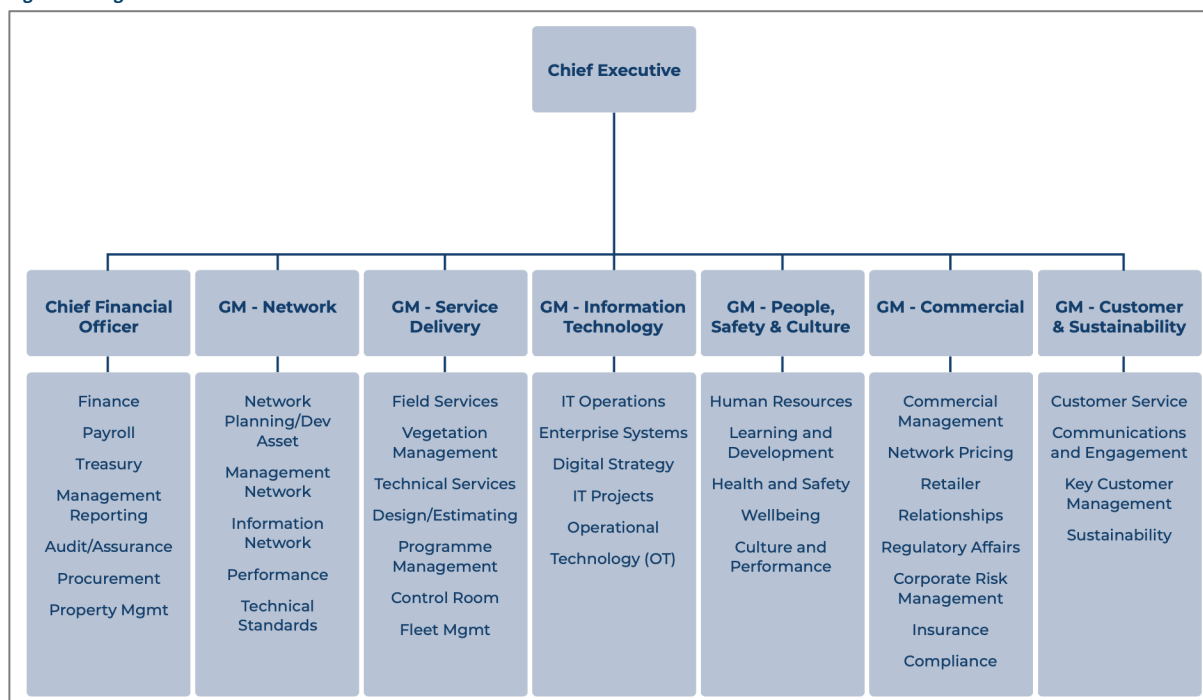 Chief Executive
Chief Financial
Officer
GM - Network
GM - Service
Delivery
GM - Information
Technology
GM - People,
Safety & Culture
GM - Commercial
GM - Customer
& Sustainability
Finance
Payroll
Treasury
Management
Reporting
Audit/Assurance
Procurement
Property Mgmt
Network
Planning/Dev
Asset
Management
Network
Information
Network
Performance
Technical
Standards
Field Services
Vegetation
Management
Technical Services
Design/Estimating
Programme
Management
Control Room
Fleet Mgmt
IT Operations
Enterprise Systems
Digital Strategy
IT Projects
Operational
Technology (OT)
Human Resources
Learning and
Development
Health and Safety
Wellbeing
Culture and
Performance
Commercial
Management
Network Pricing
Retailer
Relationships
Regulatory Affairs
Corporate Risk
Management
Insurance
Compliance
Customer Service
Communications
and Engagement
Key Customer
Management
Sustainability